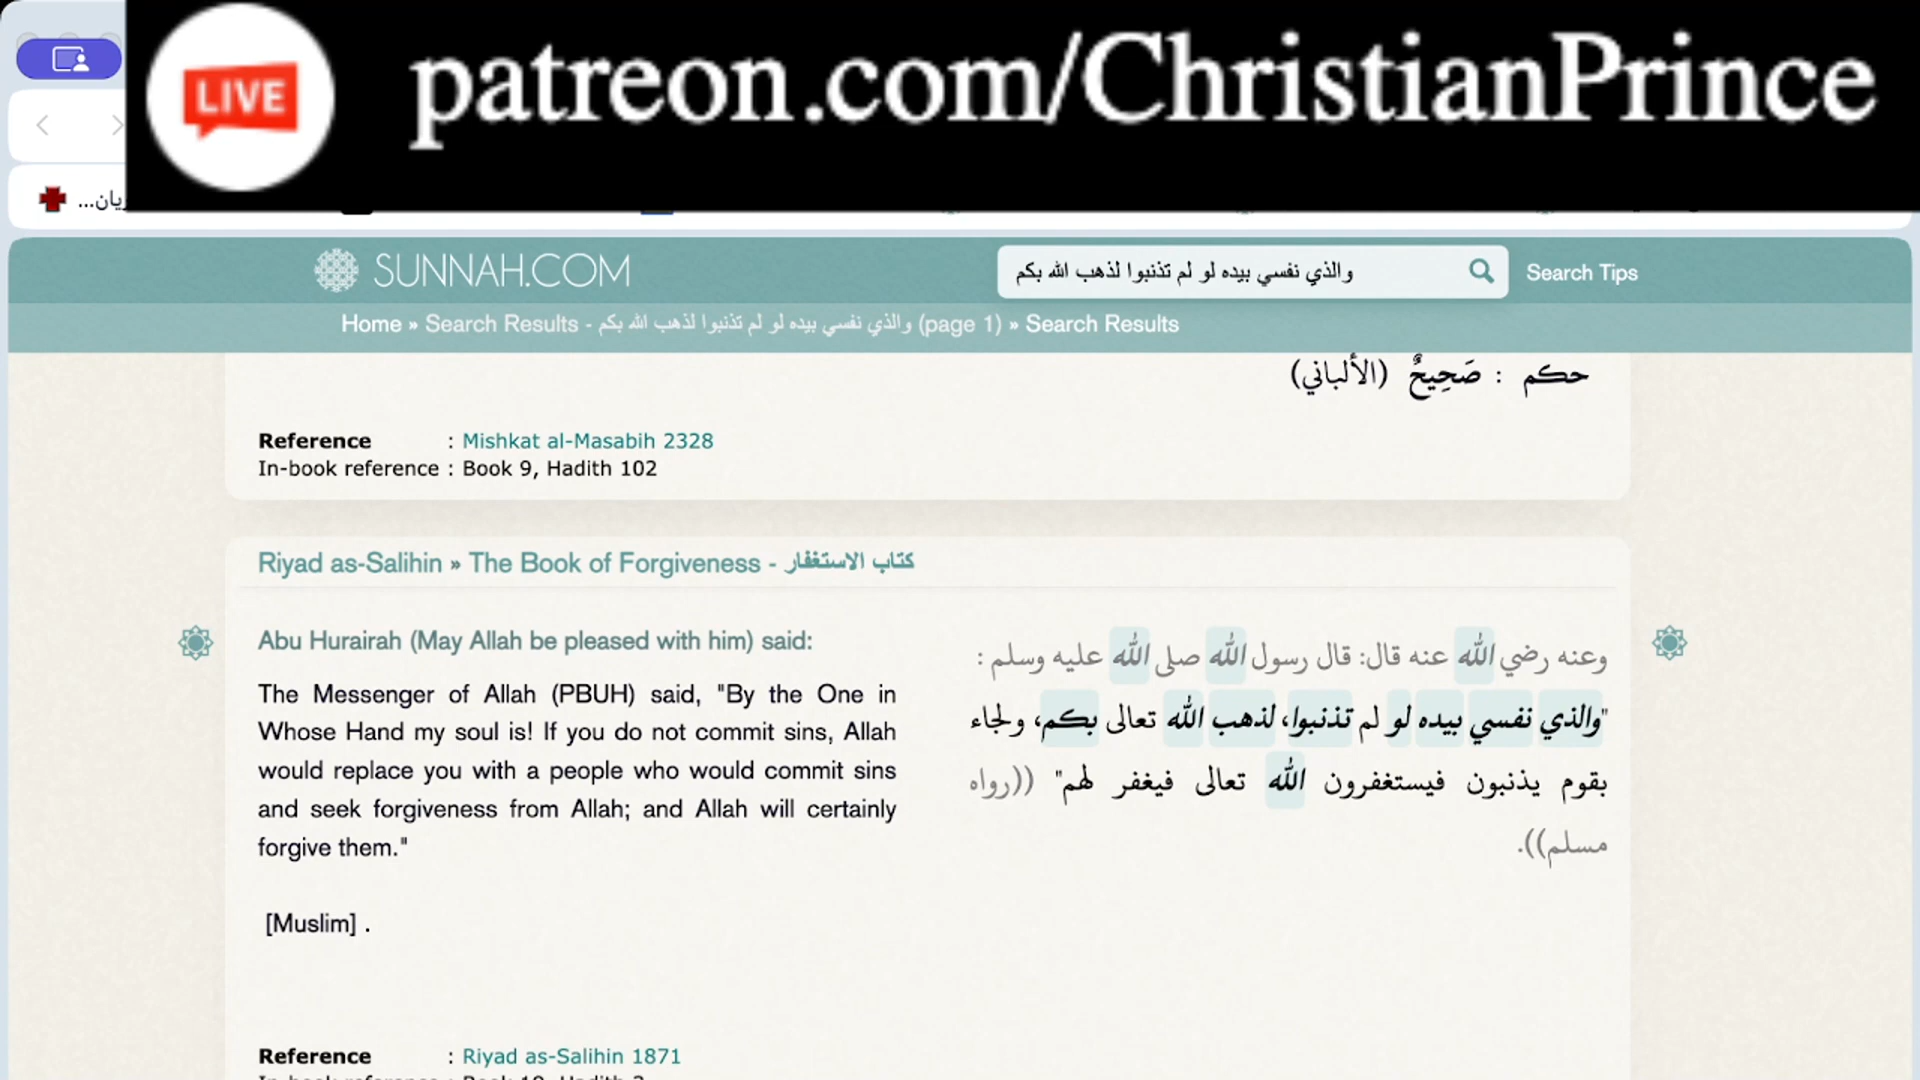 LIVE
patreon.com/ChristianPrince
SUNNAH.COM
والذي نفسي بيده لو لم تذنبوا لذهب الله بكم
Search Tips
Home » Search Results - والذي نفسي بيده لو لم تذنبوا لذهب الله بكم (page 1) » Search Results
حكم : صَحِيحٌ (الألباني)
Reference : Mishkat al-Masabih 2328
In-book reference : Book 9, Hadith 102
Riyad as-Salihin » The Book of Forgiveness - كتاب الاستغفار
Abu Hurairah (May Allah be pleased with him) said:
The Messenger of Allah (PBUH) said, "By the One in
Whose Hand my soul is! If you do not commit sins, Allah
would replace you with a people who would commit sins
and seek forgiveness from Allah; and Allah will certainly
forgive them."
[Muslim] .
وعنه رضي الله عنه قال: قال رسول الله صلى الله عليه وسلم :
"والذي نفسي بيده لو لم تذنبوا، لذهب الله تعالى بكم، ولجاء
بقوم يذنبون فيستغفرون الله تعالى فيغفر لهم" ((رواه
مسلم)).
Reference : Riyad as-Salihin 1871